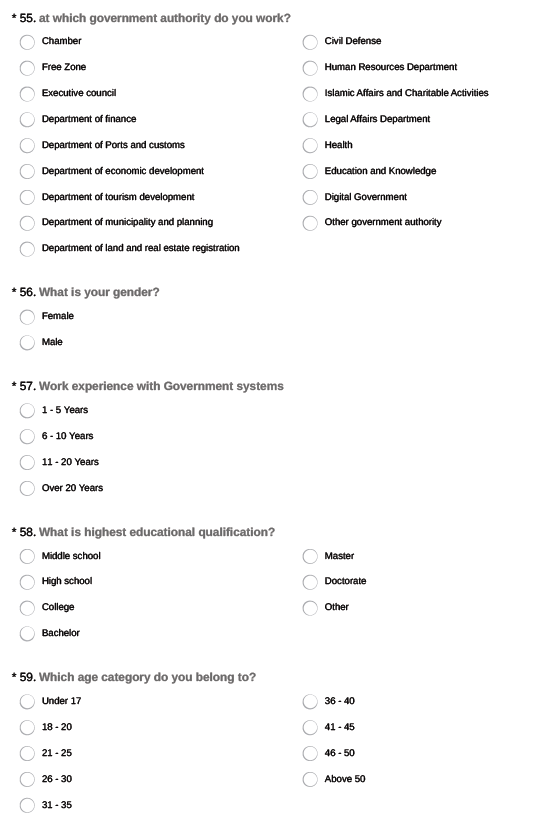 * 55. at which government authority do you work?
Chamber
Free Zone
Executive council
Department of finance
Department of Ports and customs
Department of economic development
Department of tourism development
Department of municipality and planning
Department of land and real estate registration
Civil Defense
Human Resources Department
Islamic Affairs and Charitable Activities
Legal Affairs Department
Health
Education and Knowledge
Digital Government
Other government authority
* 56. What is your gender?
Female
Male
* 57. Work experience with Government systems
1 - 5 Years
6 - 10 Years
11 - 20 Years
Over 20 Years
* 58. What is highest educational qualification?
Middle school
High school
College
Bachelor
Master
Doctorate
Other
* 59. Which age category do you belong to?
Under 17
18 - 20
21 - 25
26 - 30
31 - 35
36 - 40
41 - 45
46 - 50
Above 50